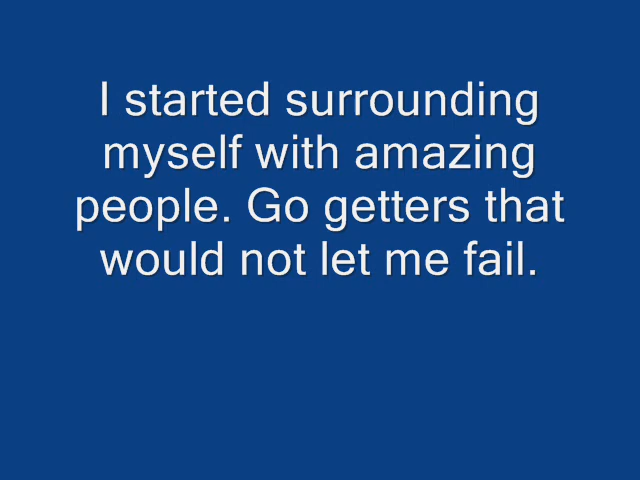 I started surrounding
myself with amazing
people. Go getters that
would not let me fail.